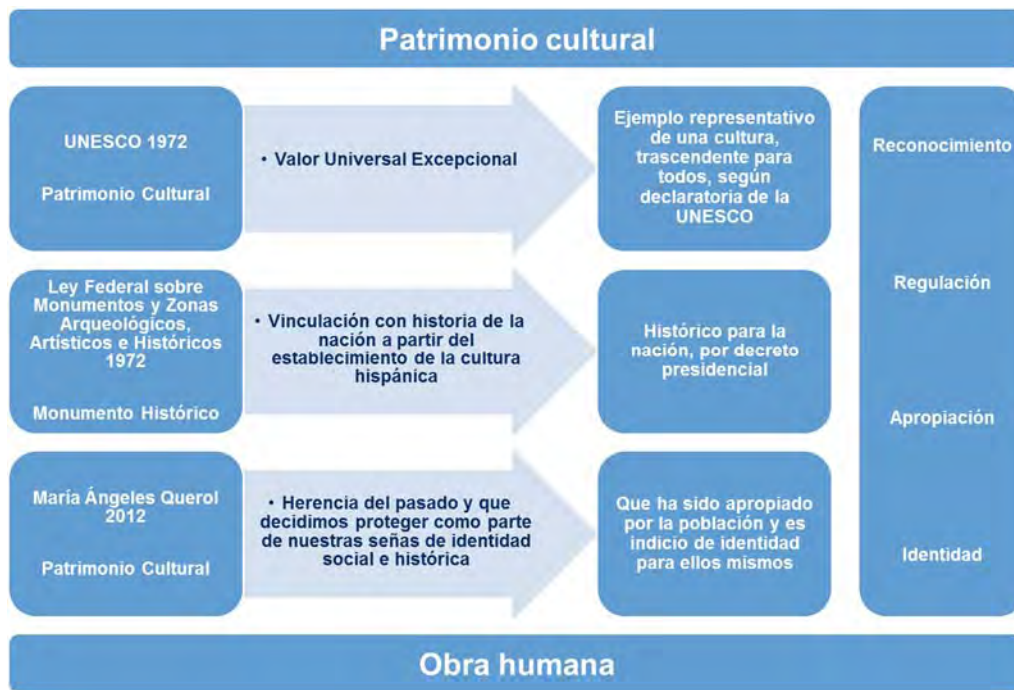 Patrimonio cultural
UNESCO 1972
Patrimonio Cultural
• Valor Universal Excepcional
Ejemplo representativo
de una cultura,
trascendente para
todos, según
declaratoria de la
UNESCO
Ley Federal sobre
Monumentos y Zonas
Arqueológicos,
Artísticos e Históricos
1972
Monumento Histórico
• Vinculación con historia de la
nación a partir del
establecimiento de la cultura
hispánica
Histórico para la
nación, por decreto
presidencial
María Ángeles Querol
2012
Patrimonio Cultural
• Herencia del pasado y que
decidimos proteger como parte
de nuestras señas de identidad
social e histórica
Que ha sido apropiado
por la población y es
indicio de identidad
para ellos mismos
Reconocimiento
Regulación
Apropiación
Identidad
Obra humana